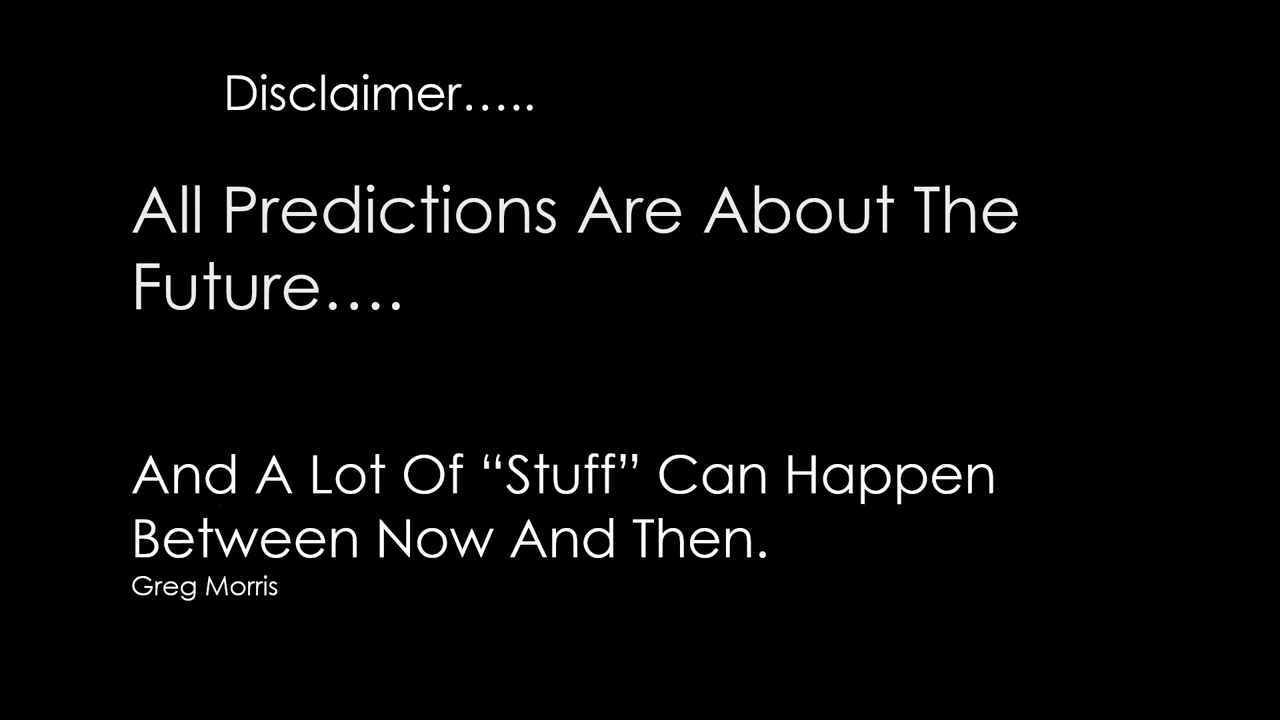 Disclaimer…..
All Predictions Are About The
Future….
And A Lot Of “Stuff” Can Happen
Between Now And Then.
Greg Morris